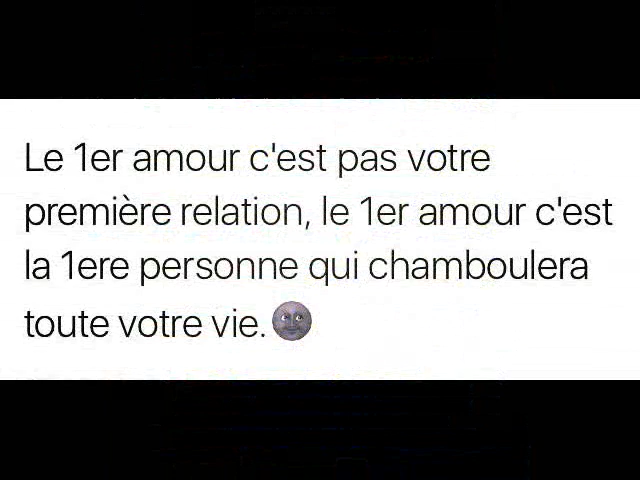 Le 1er amour c'est pas votre
première relation, le 1er amour c'est
la 1ere personne qui chamboulera
toute votre vie.🌚